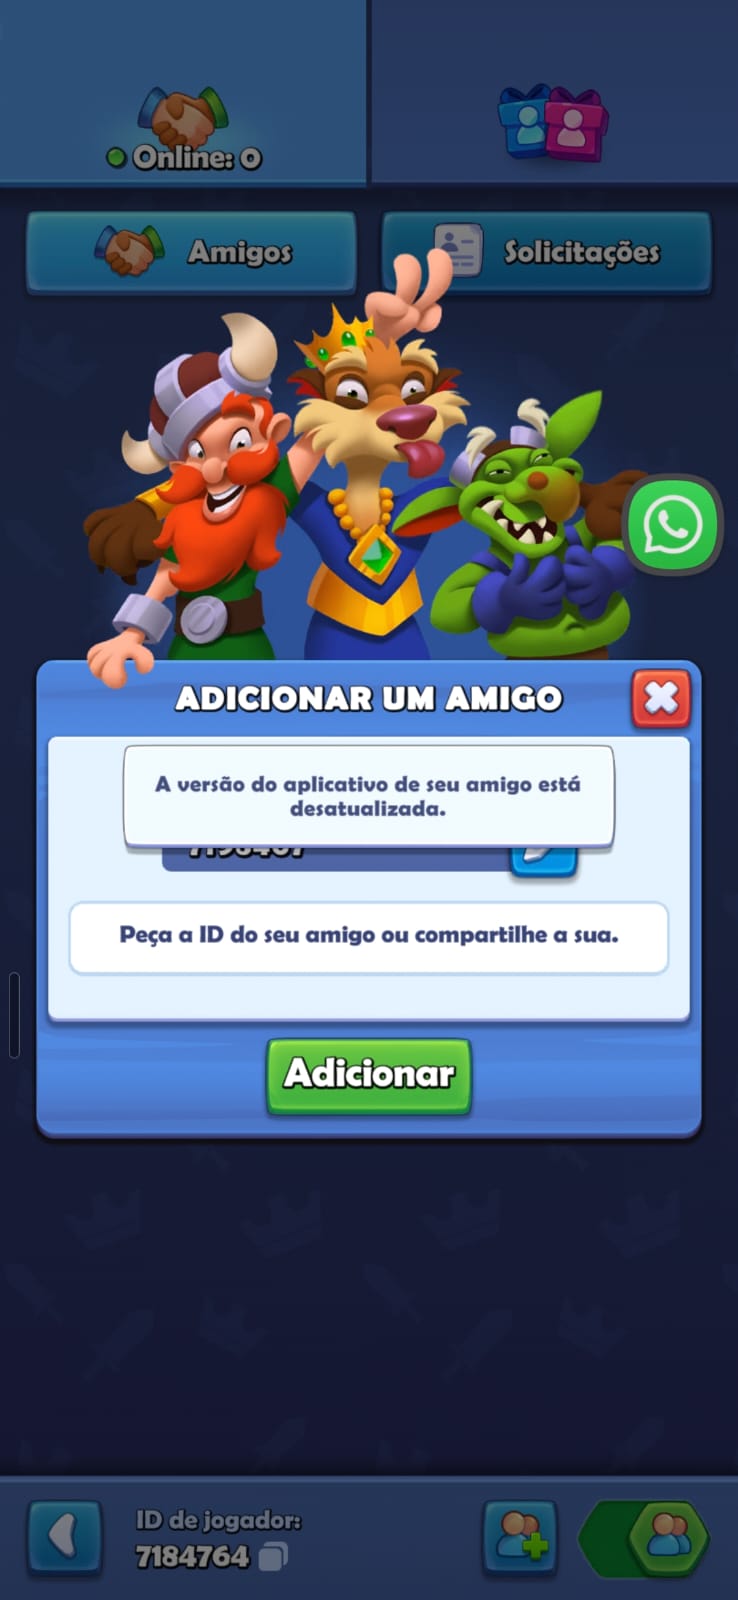 Online: 0
Amigos
Solicitações
ADICIONAR UM AMIGO
A versão do aplicativo de seu amigo está
desatualizada.
Peça a ID do seu amigo ou compartilhe a sua.
Adicionar
ID de jogador:
7184764